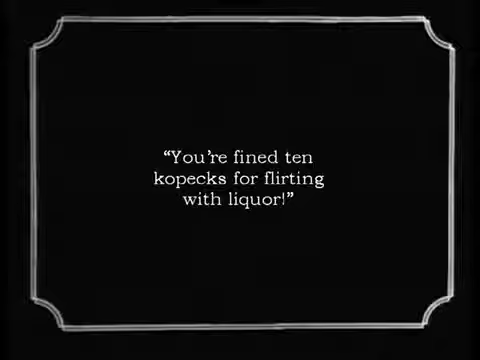 “You’re fined ten
kopecks for flirting
with liquor!”